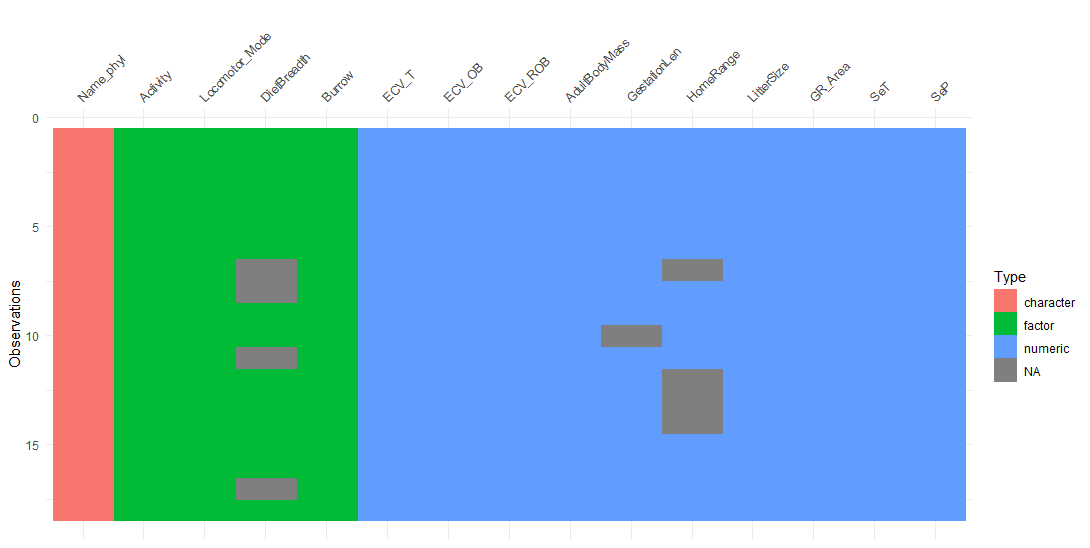 Name_phyl
Activity
Locomotor_Mode
DietBreadth
Burrow
ECV_T
ECV_OB
ECV_ROB
AdultBodyMass
GestationLen
HomeRange
LitterSize
GR_Area
SeT
SeP
0
5
10
15
Observations
Type
character
factor
numeric
NA